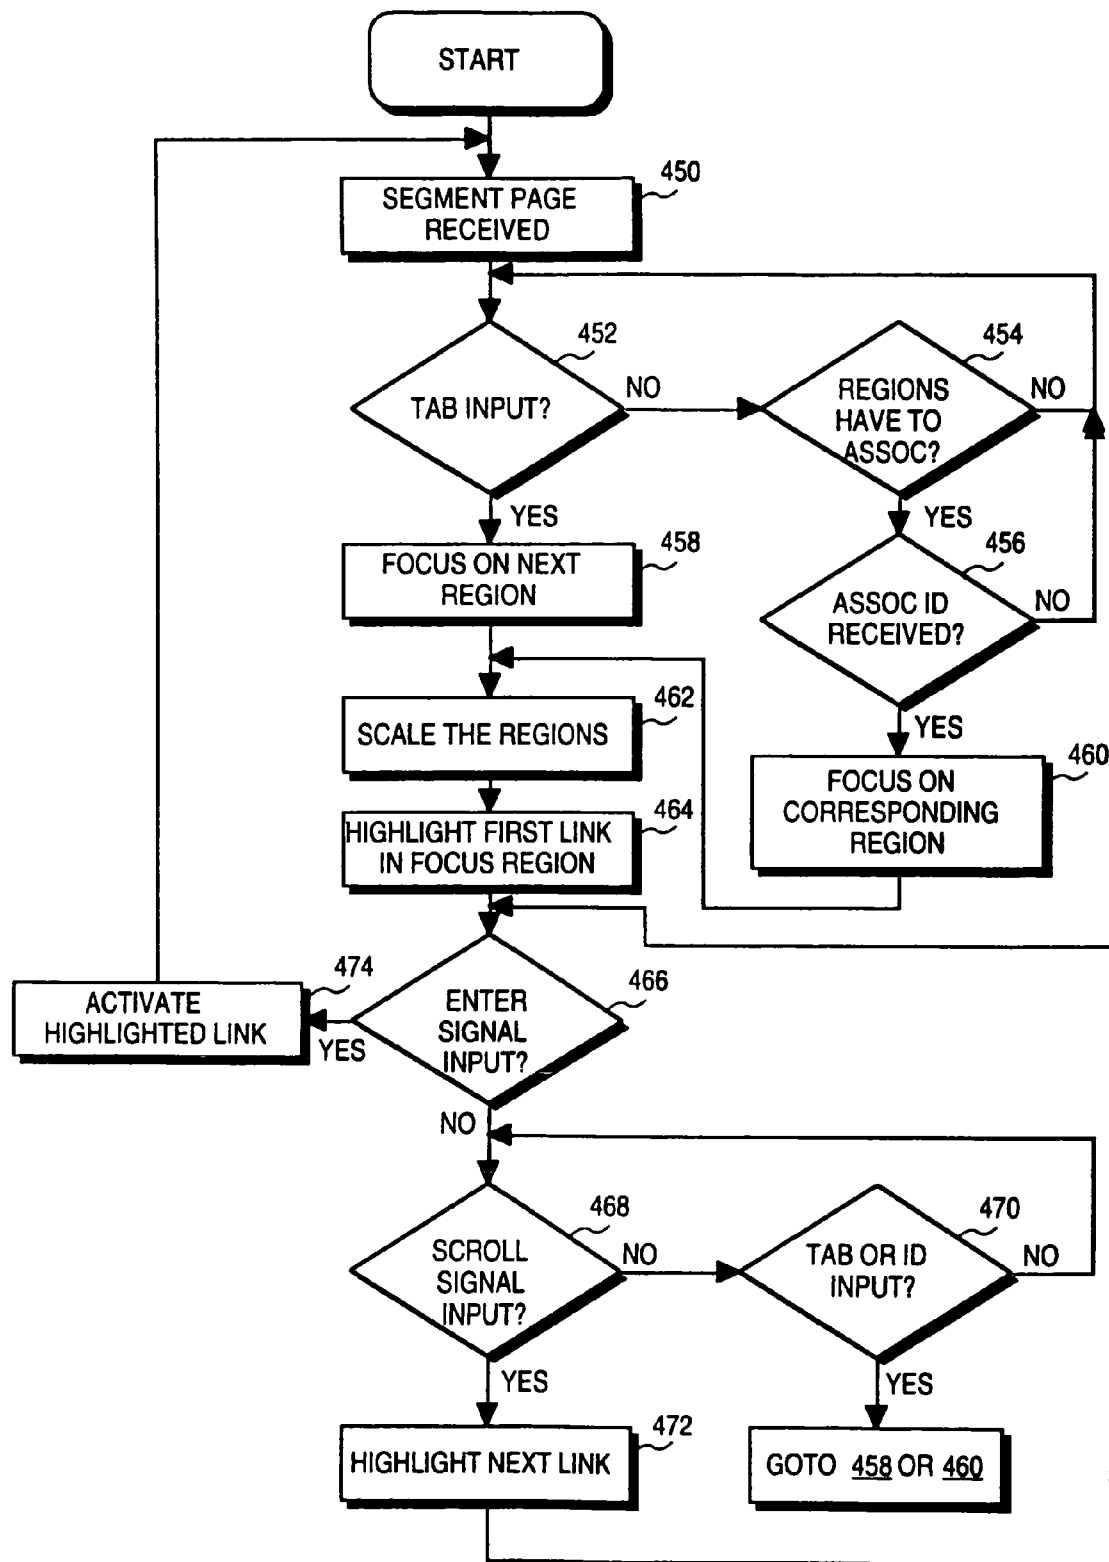 START
SEGMENT PAGE
RECEIVED
450
TAB INPUT?
452
NO
YES
REGIONS
HAVE TO
ASSOC?
454
NO
YES
FOCUS ON NEXT
REGION
458
ASSOC ID
RECEIVED?
456
NO
YES
SCALE THE REGIONS
462
FOCUS ON
CORRESPONDING
REGION
460
HIGHLIGHT FIRST LINK
IN FOCUS REGION
464
ENTER
SIGNAL
INPUT?
466
YES
NO
ACTIVATE
HIGHLIGHTED LINK
474
SCROLL
SIGNAL
INPUT?
468
NO
YES
TAB OR ID
INPUT?
470
NO
YES
HIGHLIGHT NEXT LINK
472
GOTO 458 OR 460